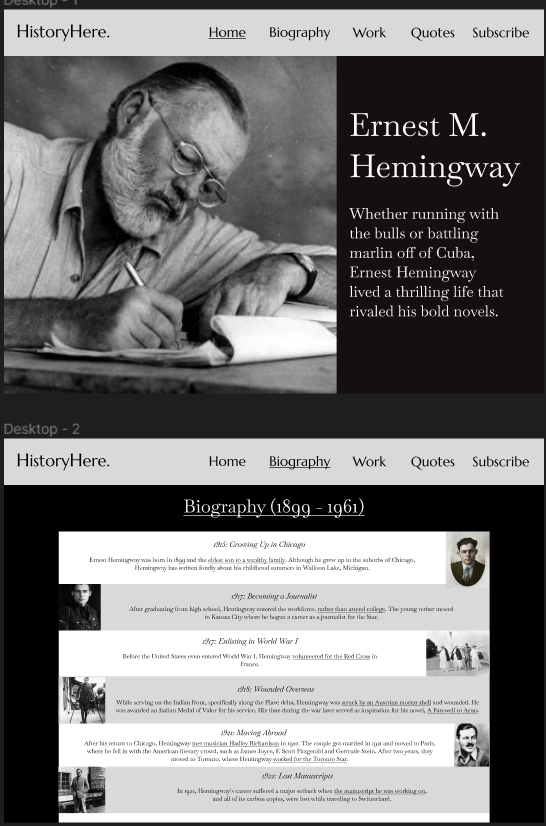 Desktop - 1
HistoryHere.
Home Biography Work Quotes Subscribe
Ernest M.
Hemingway
Whether running with
the bulls or battling
marlin off of Cuba,
Ernest Hemingway
lived a thrilling life that
rivaled his bold novels.
Desktop - 2
HistoryHere.
Home Biography Work Quotes Subscribe
Biography (1899 - 1961)
1915: Growing Up in Chicago
Ernest Hemingway was born in 1899 and the eldest son to a wealthy family. Although he grew up in the suburbs of Chicago,
Hemingway has written fondly about his childhood summers in Walloon Lake, Michigan.
1917: Becoming a Journalist
After graduating from high school, Hemingway entered the workforce, rather than attend college. The young writer moved
to Kansas City where he began a career as a journalist for the Star.
1917: Enlisting in World War I
Before the United States even entered World War I, Hemingway volunteered for the Red Cross in
France.
1918: Wounded Overseas
While serving on the Italian front, specifically along the Piave delta, Hemingway was struck by an Austrian mortar shell and wounded. He
was awarded an Italian Medal of Valor for his service. His time during the war later served as inspiration for his novel, A Farewell to Arms.
1921: Moving Abroad
After his return to Chicago, Hemingway met musician Hadley Richardson in 1920. The couple got married in 1921 and moved to Paris,
where he fell in with the American literary crowd, such as James Joyce, F. Scott Fitzgerald and Gertrude Stein. After two years, they
moved to Toronto, where Hemingway worked for the Toronto Star.
1922: Lost Manuscripts
In 1922, Hemingway's career suffered a major setback when the manuscript he was working on,
and all of its carbon copies, were lost while traveling to Switzerland.